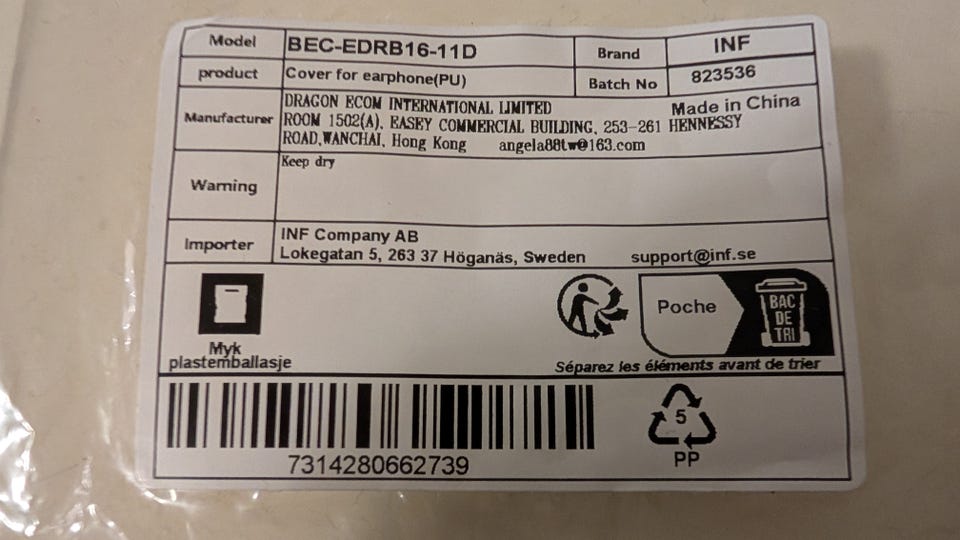 Model BEC-EDRB16-11D Brand INF
product Cover for earphone(PU) Batch No 823536
Manufacturer DRAGON ECOM INTERNATIONAL LIMITED Made in China
ROOM 1502(A), EASEY COMMERCIAL BUILDING, 253-261 HENNESSY
ROAD,WANCHAI, Hong Kong angela88tw@163.com
Warning Keep dry
Importer INF Company AB
Lokegatan 5, 263 37 Höganäs, Sweden support@inf.se
Myk
plastemballasje
Poche
BAC
DE
TRI
Séparez les éléments avant de trier
7314280662739
5
PP